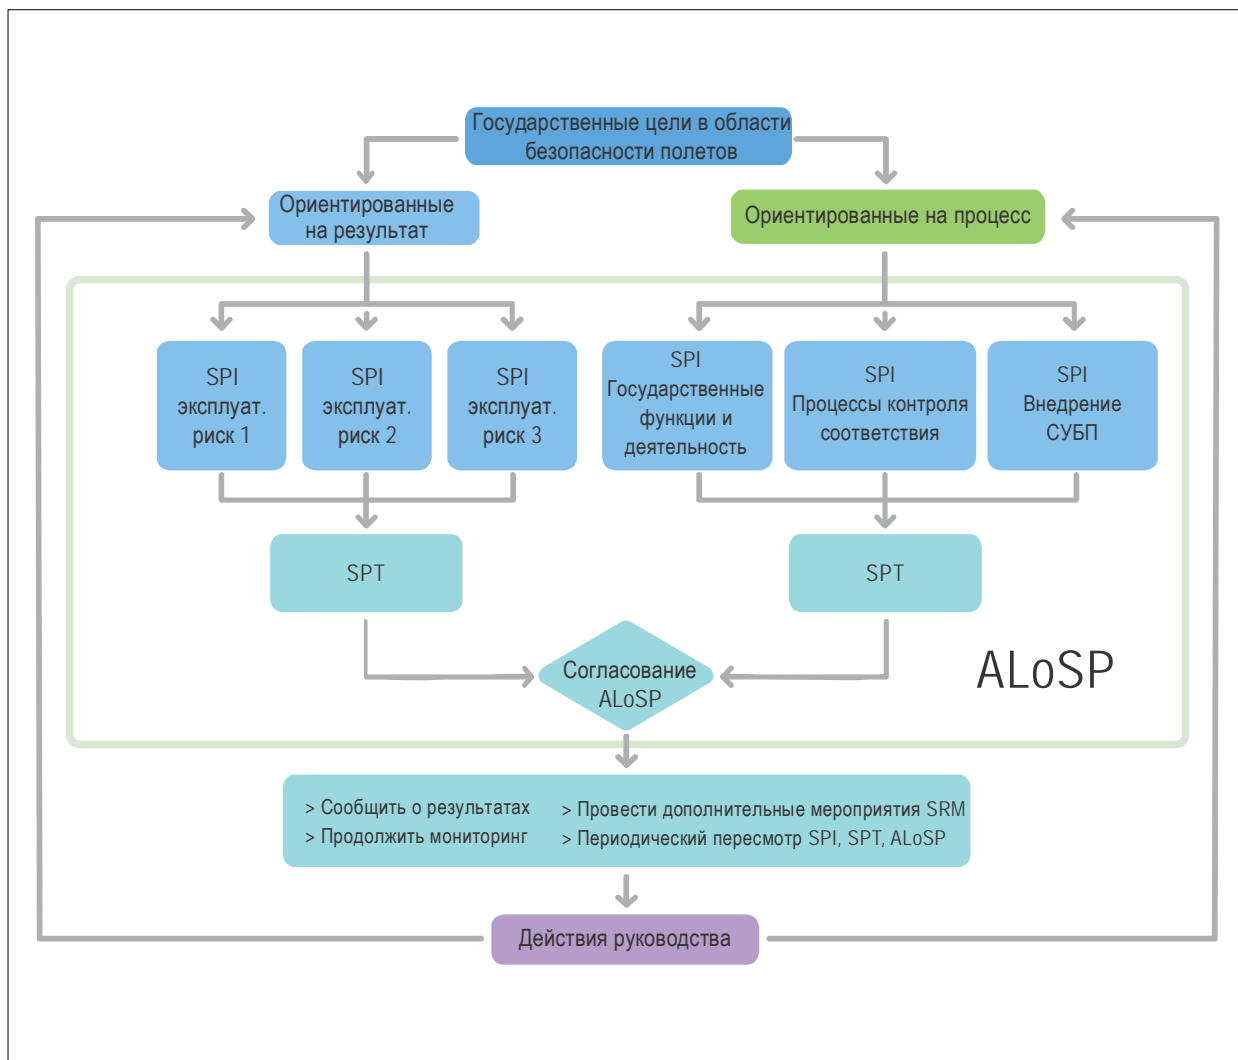 Государственные цели в области
безопасности полетов
Ориентированные
на результат
Ориентированные на процесс
SPI
эксплуат.
риск 1
SPI
эксплуат.
риск 2
SPI
эксплуат.
риск 3
SPI
Государственные
функции и
деятельность
SPI
Процессы контроля
соответствия
SPI
Внедрение
СУБП
SPT
SPT
Согласование
ALoSP
ALoSP
> Сообщить о результатах
> Продолжить мониторинг
> Провести дополнительные мероприятия SRM
> Периодический пересмотр SPI, SPT, ALoSP
Действия руководства